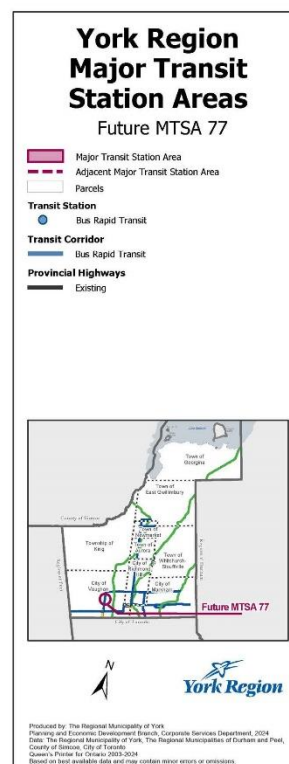 York Region
Major Transit
Station Areas
Future MTSA 77
Major Transit Station Area
Adjacent Major Transit Station Area
Parcels
Transit Station
Bus Rapid Transit
Transit Corridor
Bus Rapid Transit
Provincial Highways
Existing
Town of
Georgina
Town of
East Gwillimbury
County of Simcoe
Town of
Newmarket
Township of
King
Town of
Aurora
Town of
Whitchurch-
Stouffville
City of
Richmond
Hill
City of
Vaughan
City of
Markham
Future MTSA 77
City of Toronto
N
York Region
Produced by: The Regional Municipality of York
Planning and Economic Development Branch, Corporate Services Department, 2024
Data: The Regional Municipality of York, The Regional Municipalities of Durham and Peel,
County of Simcoe, City of Toronto
Queen's Printer for Ontario 2003-2024
Based on best available data and may contain minor errors or omissions